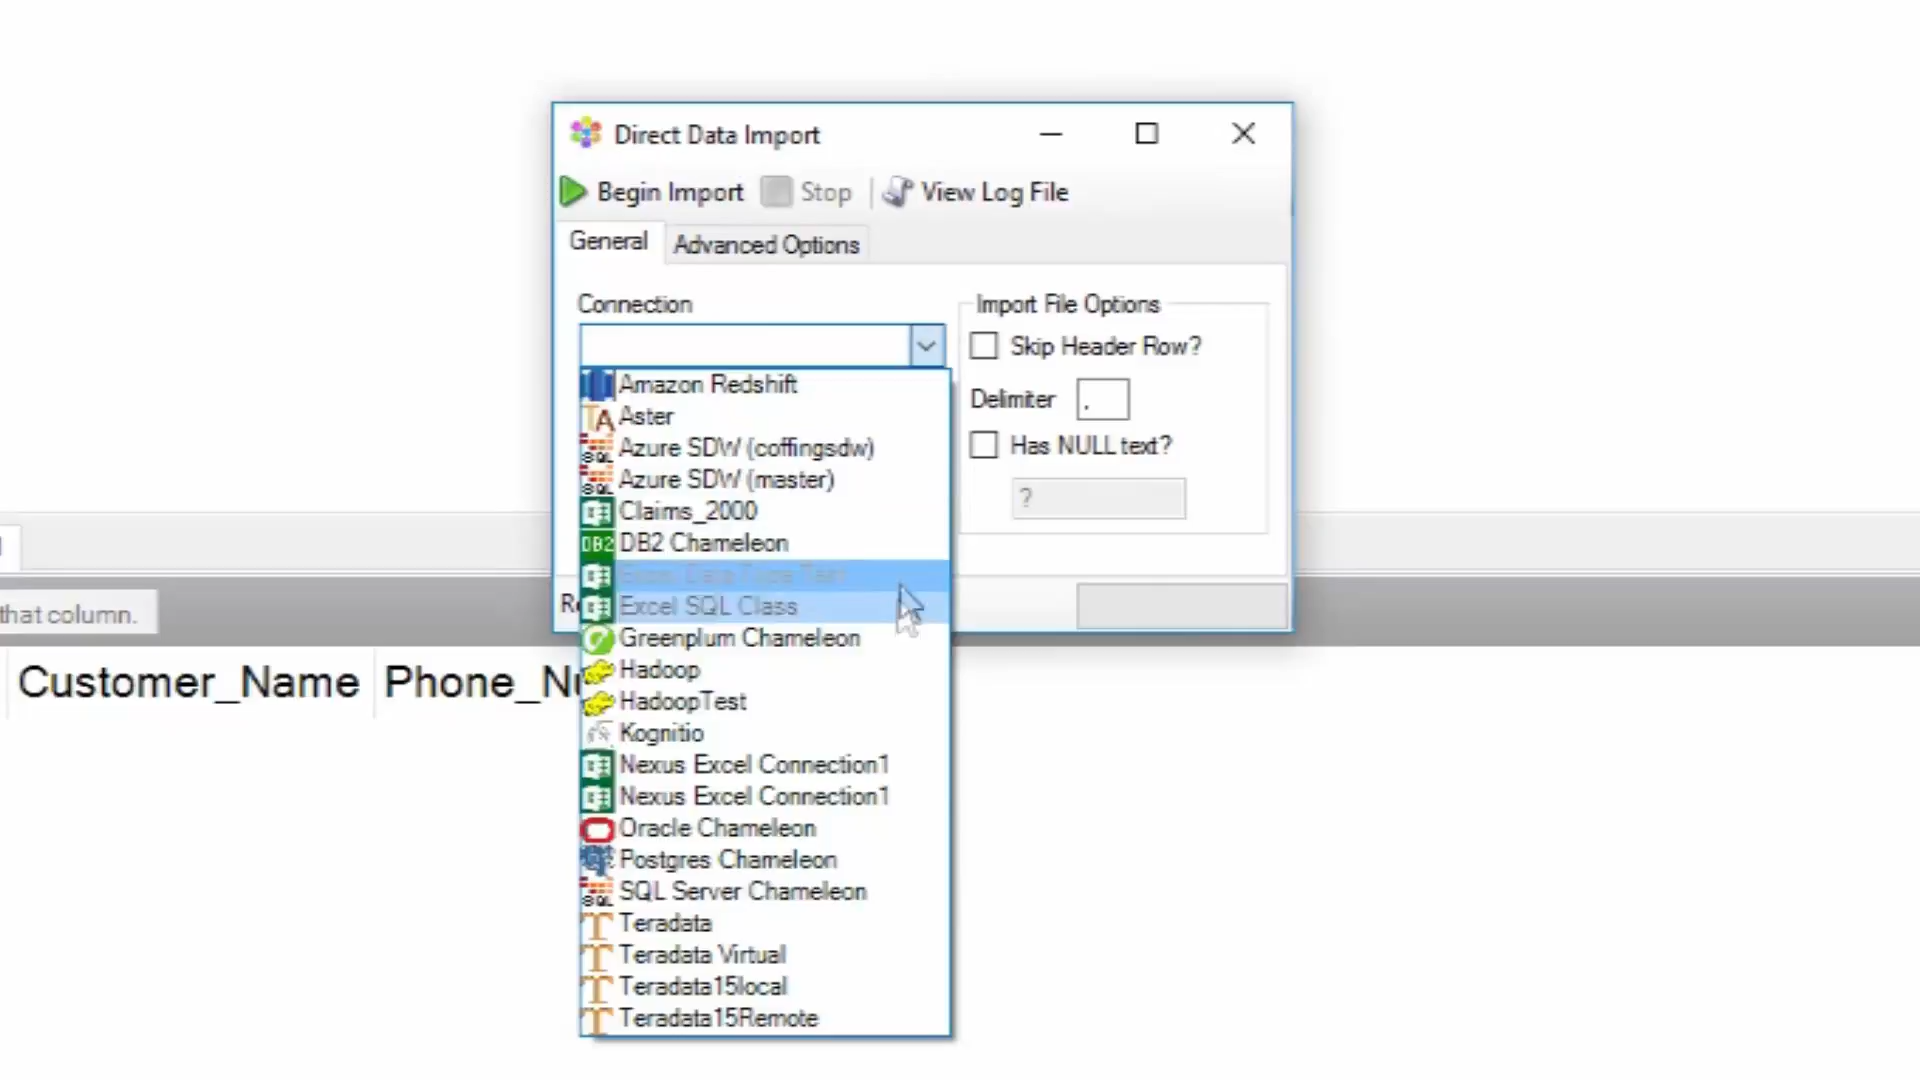 Direct Data Import
Begin Import Stop View Log File
General Advanced Options
Connection
Import File Options
Skip Header Row?
Delimiter ,
Has NULL text?
?
Amazon Redshift
Aster
Azure SDW (coffingsdw)
Azure SDW (master)
Claims_2000
DB2 Chameleon
Excel SQL Class
Greenplum Chameleon
Hadoop
HadoopTest
Kognitio
Nexus Excel Connection1
Nexus Excel Connection1
Oracle Chameleon
Postgres Chameleon
SQL Server Chameleon
Teradata
Teradata Virtual
Teradata15local
Teradata15Remote
that column.
Customer_Name Phone_Nu